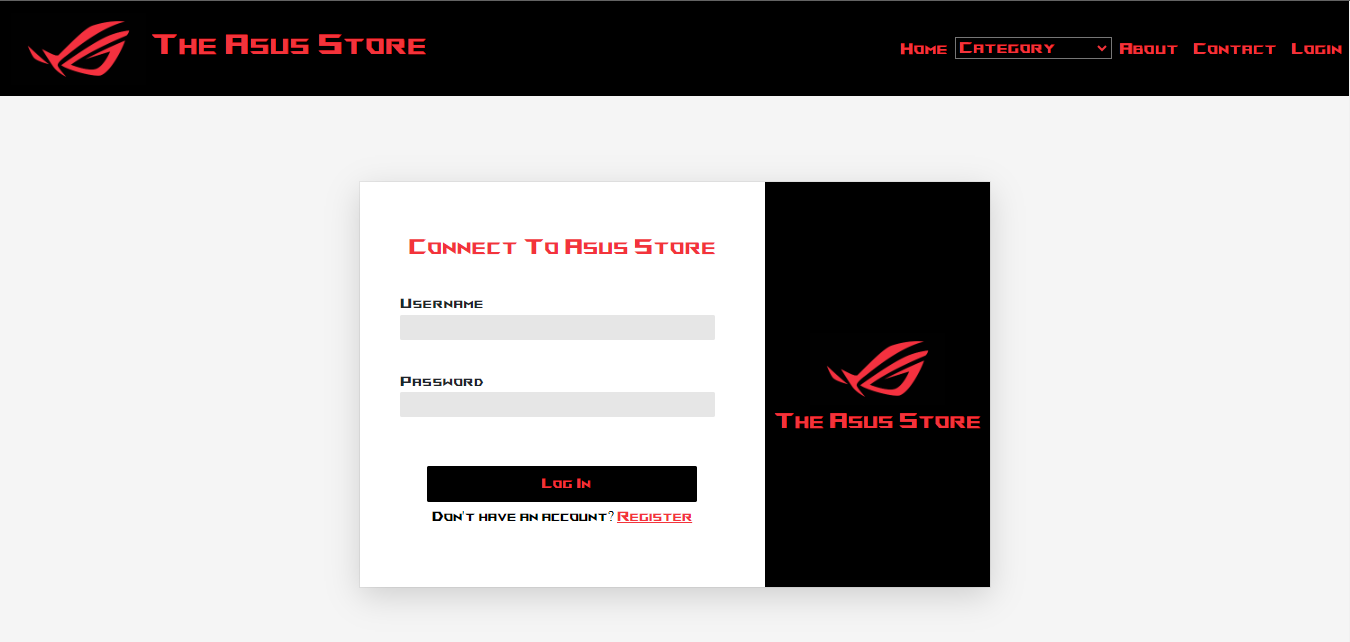 The Asus Store
Home Category About Contact Login
Connect To Asus Store
Username
Password
Log In
Don't have an account? Register
The Asus Store